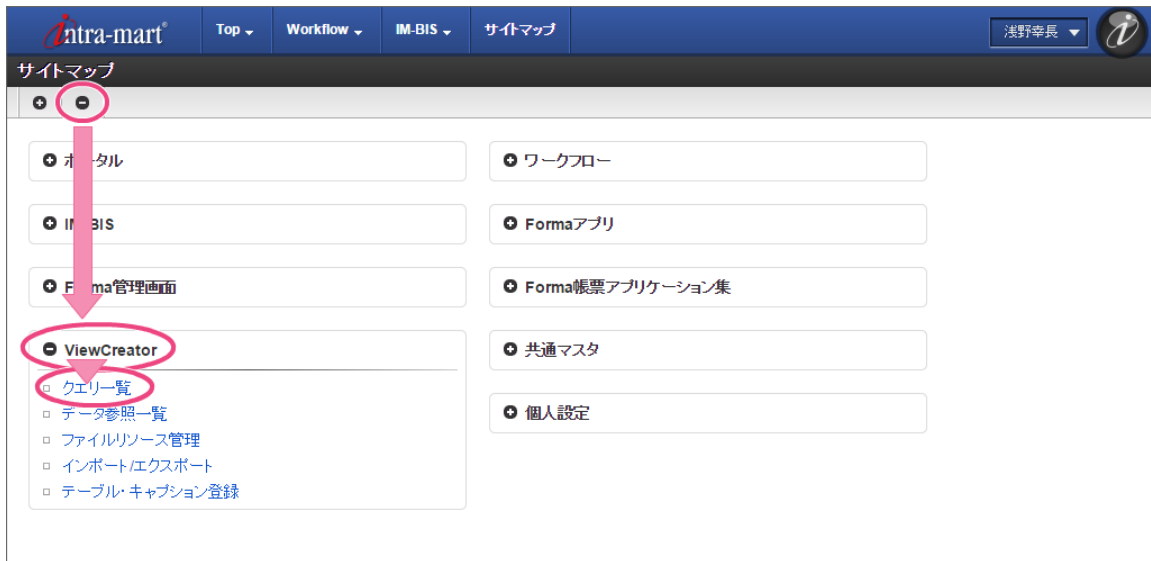 intra-mart® Top Workflow IM-BIS サイトマップ 浅野幸長
サイトマップ
ワークフロー
Formaアプリ
Forma帳票アプリケーション集
ViewCreator
共通マスタ
クエリ一覧
データ参照一覧
個人設定
ファイルリソース管理
インポート/エクスポート
テーブル・キャプション登録